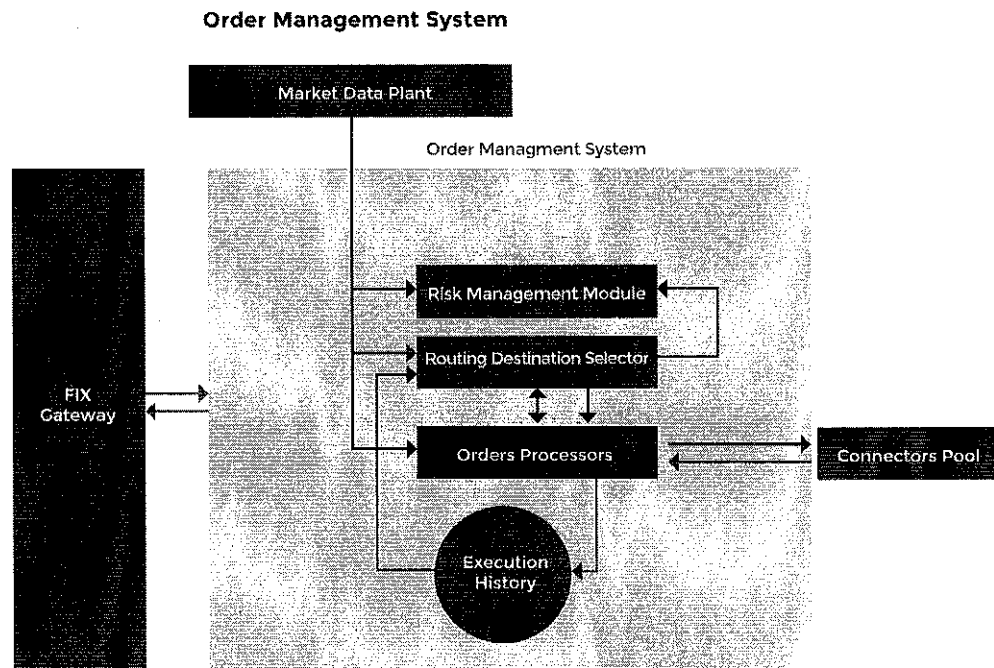 Order Management System
Market Data Plant
Order Managment System
Risk Management Module
Routing Destination Selector
FIX
Gateway
Orders Processors
Connectors Pool
Execution
History